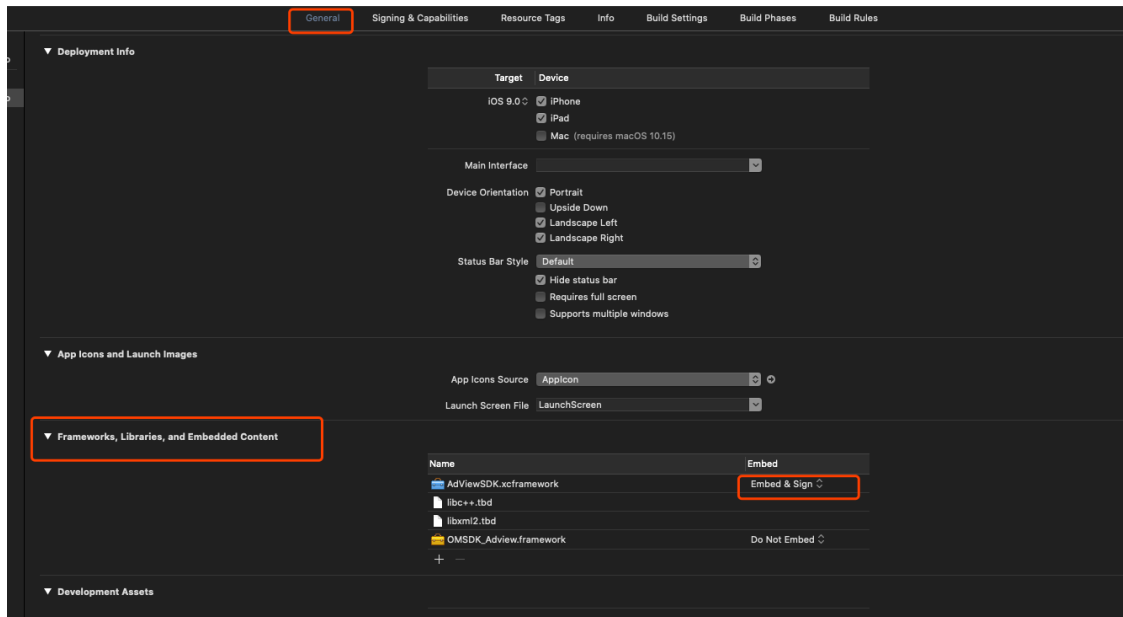 General Signing & Capabilities Resource Tags Info Build Settings Build Phases Build Rules
Deployment Info
Target Device
iOS 9.0 iPhone
iPad
Mac (requires macOS 10.15)
Main Interface
Device Orientation Portrait
Upside Down
Landscape Left
Landscape Right
Status Bar Style Default
Hide status bar
Requires full screen
Supports multiple windows
App Icons and Launch Images
App Icons Source AppIcon
Launch Screen File LaunchScreen
Frameworks, Libraries, and Embedded Content
Name Embed
AdViewSDK.xcframework Embed & Sign
libc++.tbd
libxml2.tbd
OMSDK_Adview.framework Do Not Embed
Development Assets